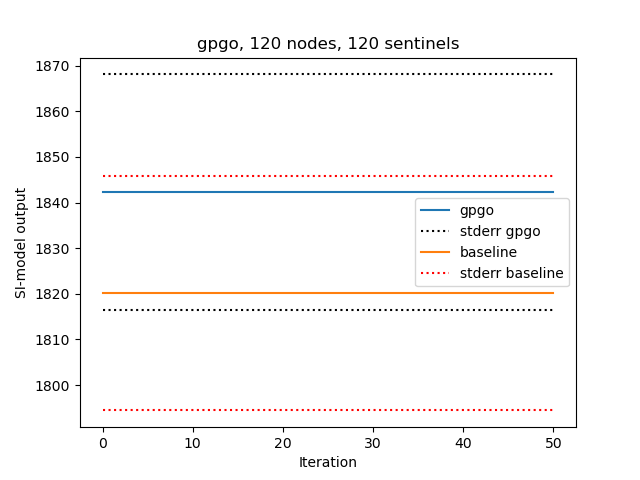 gpgo, 120 nodes, 120 sentinels
1870
1860
1850
1840
1830
1820
1810
1800
SI-model output
gpgo
stderr gpgo
baseline
stderr baseline
0 10 20 30 40 50
Iteration